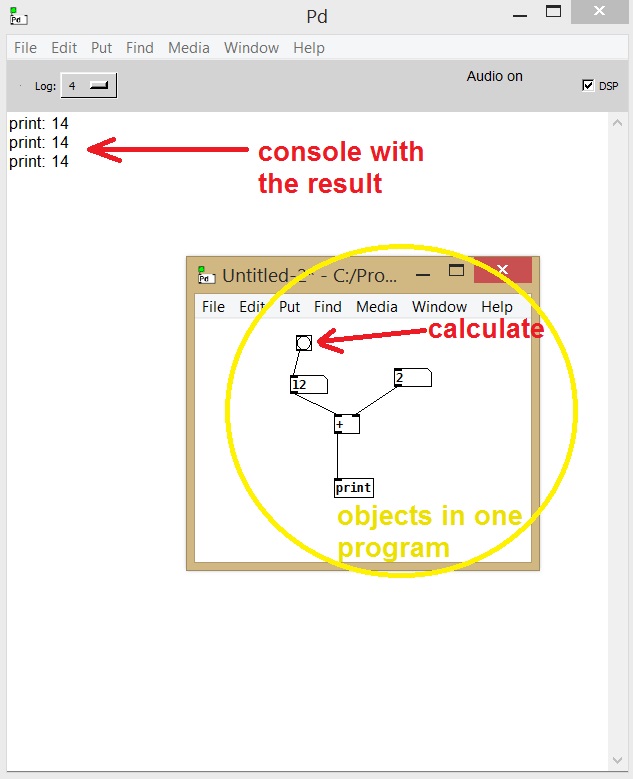 Pd
File Edit Put Find Media Window Help
Log: 4
Audio on
DSP
print: 14
print: 14
print: 14
console with
the result
Untitled-2* - C:/Pro...
File Edit Put Find Media Window Help
calculate
12
2
+
print
objects in one
program